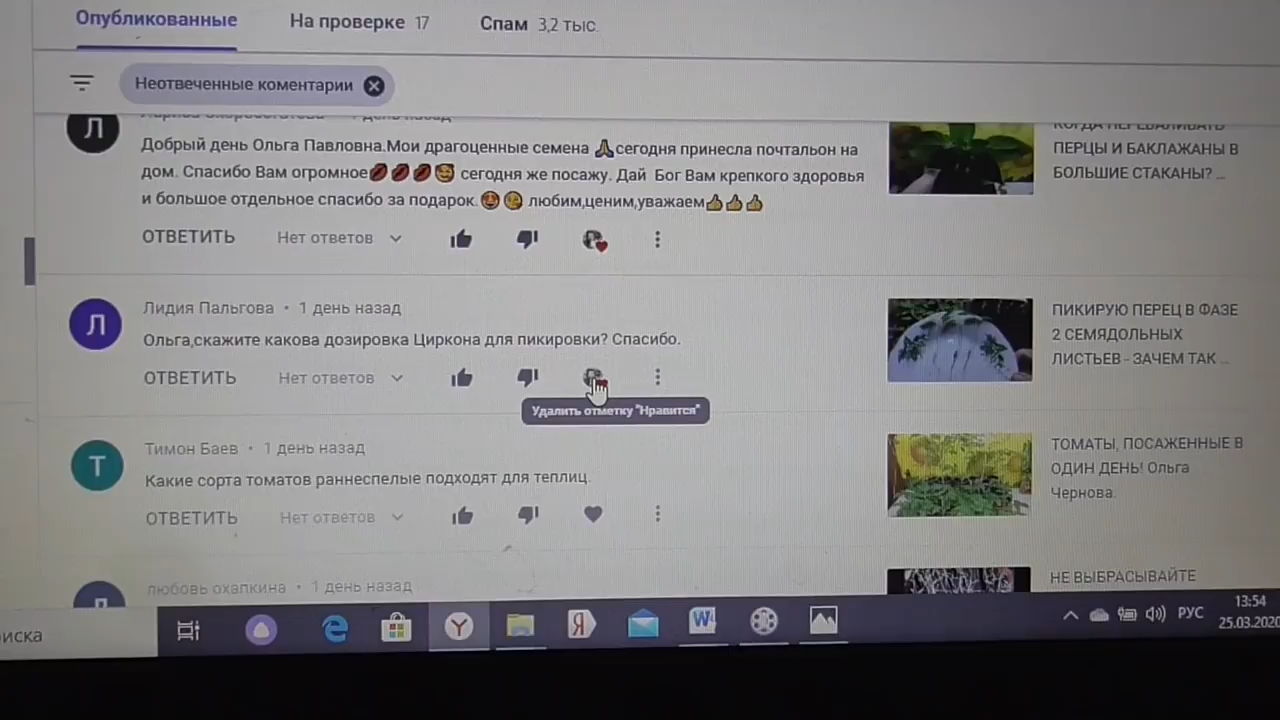 Опубликованные На проверке 17 Спам 3,2 тыс.
Неотвеченные коментарии
1 день назад
Добрый день Ольга Павловна.Мои драгоценные семена 🙏сегодня принесла почтальон на
дом. Спасибо Вам огромное💋💋💋🥰 сегодня же посажу. Дай Бог Вам крепкого здоровья
и большое отдельное спасибо за подарок.🤩😘 любим,ценим,уважаем👍👍👍
ОТВЕТИТЬ Нет ответов
КОГДА ПЕРЕВАЛИВАТЬ
ПЕРЦЫ И БАКЛАЖАНЫ В
БОЛЬШИЕ СТАКАНЫ? ...
Лидия Пальгова • 1 день назад
Ольга,скажите какова дозировка Циркона для пикировки? Спасибо.
ОТВЕТИТЬ Нет ответов
Удалить отметку "Нравится"
ПИКИРУЮ ПЕРЕЦ В ФАЗЕ
2 СЕМЯДОЛЬНЫХ
ЛИСТЬЕВ - ЗАЧЕМ ТАК ...
Тимон Баев • 1 день назад
Какие сорта томатов раннеспелые подходят для теплиц.
ОТВЕТИТЬ Нет ответов
ТОМАТЫ, ПОСАЖЕННЫЕ В
ОДИН ДЕНЬ! Ольга
Чернова.
любовь охапкина • 1 день назад
НЕ ВЫБРАСЫВАЙТЕ
иска
РУС
13:54
25.03.2020